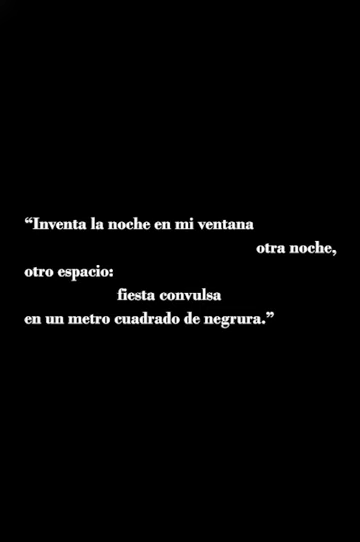 “Inventa la noche en mi ventana
otra noche,
otro espacio:
fiesta convulsa
en un metro cuadrado de negrura.”